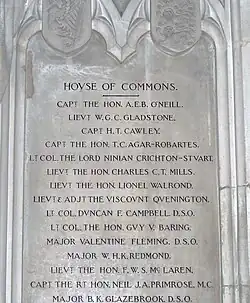 HOVSE OF COMMONS.
CAPT THE HON. A.E.B. O'NEILL.
LIEVT W.G.C. GLADSTONE.
CAPT H.T. CAWLEY.
CAPT THE HON. T.C. AGAR-ROBARTES.
LT COL. THE LORD NINIAN CRICHTON-STVART.
LIEVT THE HON CHARLES C.T. MILLS.
LIEVT THE HON LIONEL WALROND.
LIEVT & ADJT THE VISCOVNT QVENINGTON.
LT COL. DVNCAN F. CAMPBELL D.S.O.
LT COL. THE HON. GVY V. BARING.
MAJOR VALENTINE FLEMING, D.S.O.
MAJOR W.H.K. REDMOND.
LIEVT THE HON. F.W.S. MCLAREN.
CAPT THE RT HON. NEIL J.A. PRIMROSE, M.C.
MAJOR B.K. GLAZEBROOK, D.S.O.